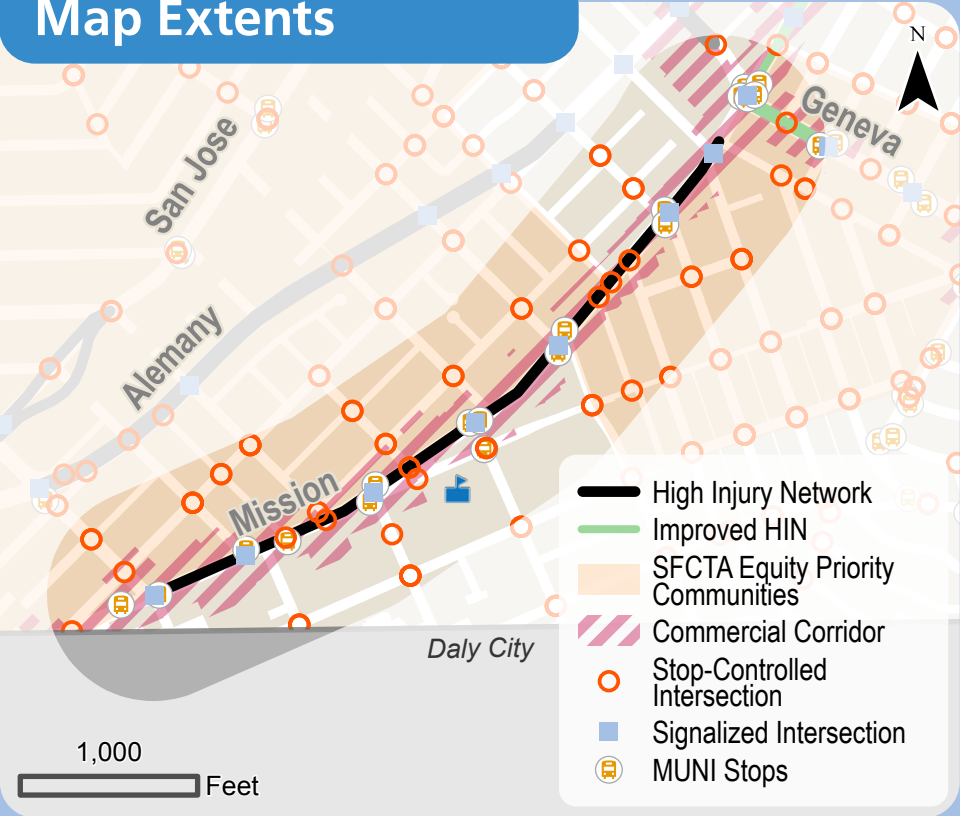 Map Extents
N
Geneva
San Jose
Alemany
Mission
Daly City
High Injury Network
Improved HIN
SFCTA Equity Priority
Communities
Commercial Corridor
Stop-Controlled
Intersection
Signalized Intersection
MUNI Stops
1,000
Feet